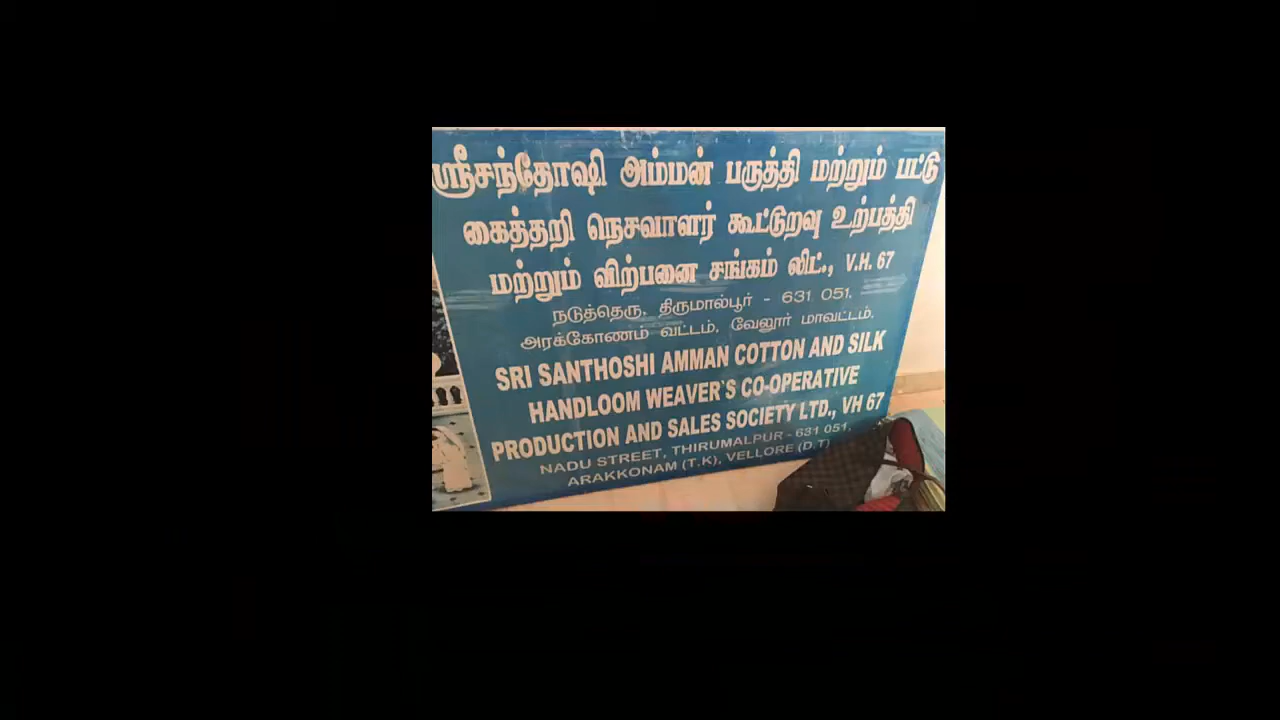 ஸ்ரீசந்தோஷி அம்மன் பருத்தி மற்றும் பட்டு
கைத்தறி நெசவாளர் கூட்டுறவு உற்பத்தி
மற்றும் விற்பனை சங்கம் லிட்., V.H. 67
நடுத்தெரு, திருமால்பூர் - 631 051.
அரக்கோணம் வட்டம், வேலூர் மாவட்டம்.
SRI SANTHOSHI AMMAN COTTON AND SILK
HANDLOOM WEAVER`S CO-OPERATIVE
PRODUCTION AND SALES SOCIETY LTD., VH 67
NADU STREET, THIRUMALPUR - 631 051,
ARAKKONAM (T.K), VELLORE (D.T)